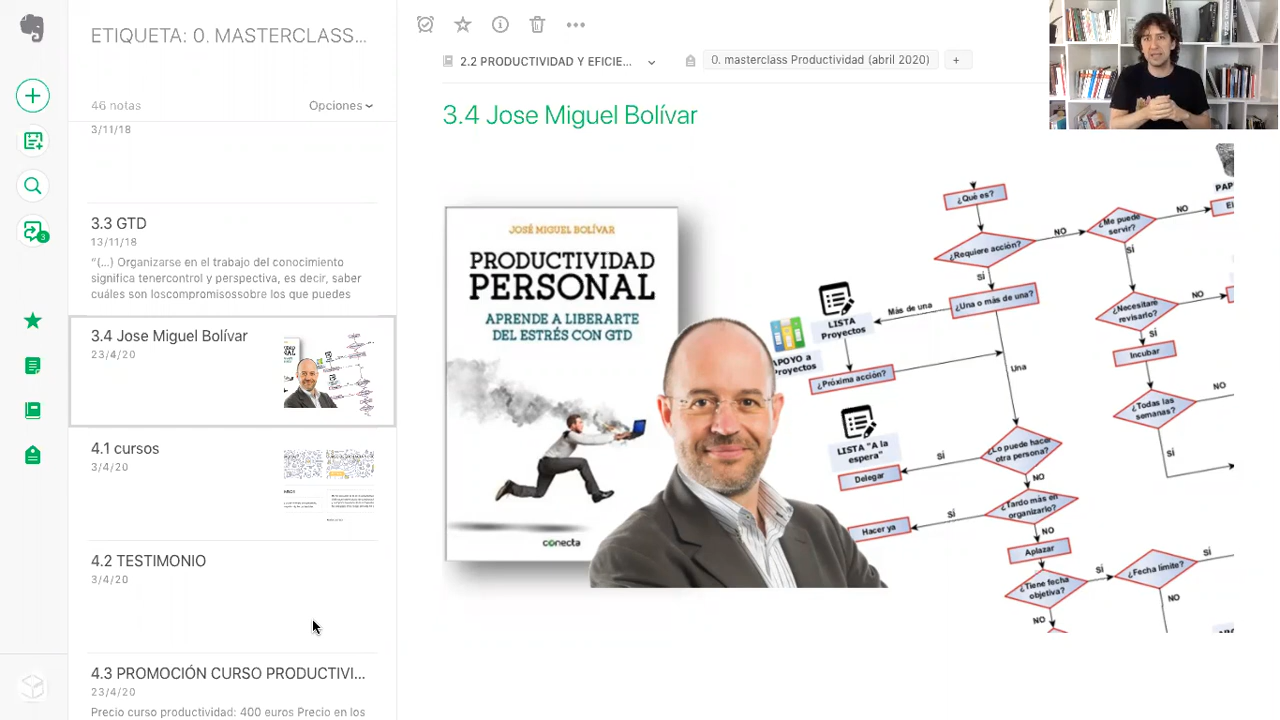 ETIQUETA: 0. MASTERCLASS...
46 notas
Opciones
3/11/18
3.3 GTD
13/11/18
“(...) Organizarse en el trabajo del conocimiento
significa tenercontrol y perspectiva, es decir, saber
cuáles son loscompromisossobre los que puedes
3.4 Jose Miguel Bolívar
23/4/20
4.1 cursos
3/4/20
4.2 TESTIMONIO
3/4/20
4.3 PROMOCIÓN CURSO PRODUCTIVI...
23/4/20
Precio curso productividad: 400 euros Precio en los
3
2.2 PRODUCTIVIDAD Y EFICIE...
0. masterclass Productividad (abril 2020)
+
3.4 Jose Miguel Bolívar
JOSÉ MIGUEL BOLÍVAR
PRODUCTIVIDAD
PERSONAL
APRENDE A LIBERARTE
DEL ESTRÉS CON GTD
conecta
¿Qué es?
¿Requiere acción?
NO
¿Me puede
servir?
NO
SÍ
SÍ
¿Una o más de una?
Más de una
LISTA
Proyectos
APOYO a
Proyectos
¿Próxima acción?
Una
¿Necesitare
revisarlo?
NO
SÍ
Incubar
¿Todas las
semanas?
NO
SÍ
LISTA "A la
espera"
Delegar
SÍ
¿Lo puede hacer
otra persona?
NO
¿Tardo más en
organizarlo?
SÍ
Hacer ya
NO
Aplazar
¿Tiene fecha
objetiva?
SÍ
¿Fecha límite?
SÍ
NO
NO